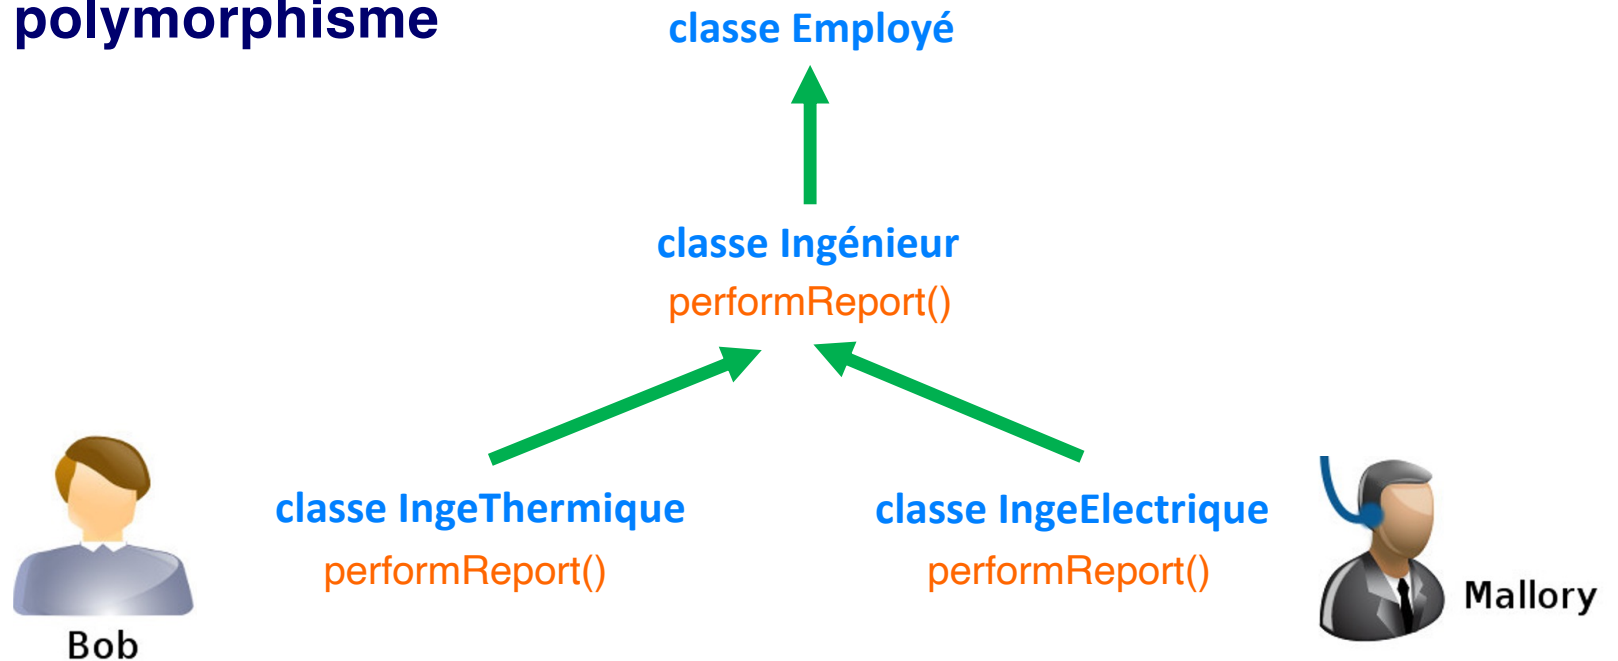 polymorphisme
classe Employé
classe Ingénieur
performReport()
classe IngeThermique
classe IngeElectrique
performReport()
performReport()
Mallory
Bob